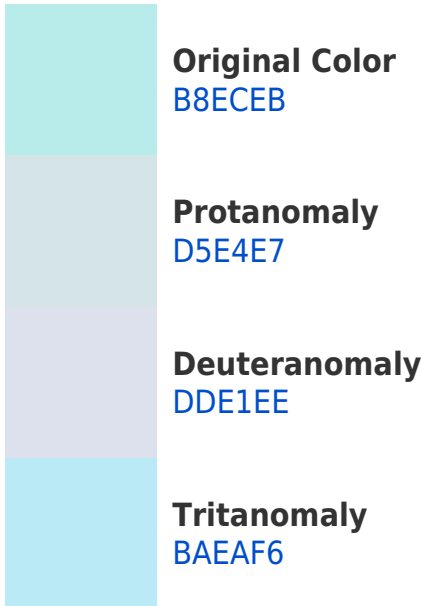 Original Color
B8ECEB
Protanomaly
D5E4E7
Deuteranomaly
DDE1EE
Tritanomaly
BAEAF6